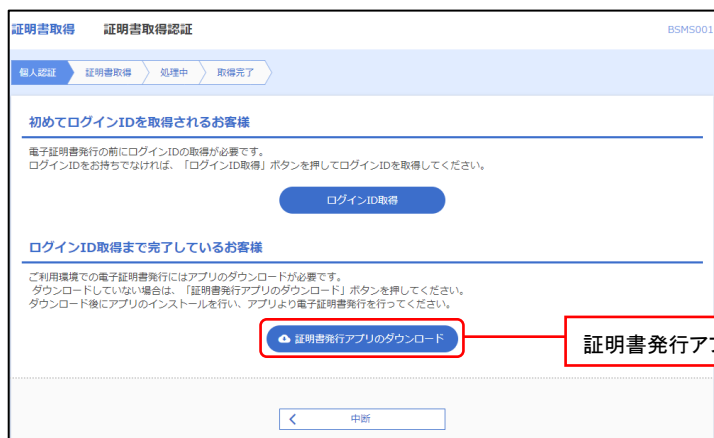 証明書取得 証明書取得認証 BSMS001
個人認証 証明書取得 処理中 取得完了
初めてログインIDを取得されるお客様
電子証明書発行の前にログインIDの取得が必要です。
ログインIDをお持ちでなければ、「ログインID取得」ボタンを押してログインIDを取得してください。
ログインID取得
ログインID取得まで完了しているお客様
ご利用環境での電子証明書発行にはアプリのダウンロードが必要です。
ダウンロードしていない場合は、「証明書発行アプリのダウンロード」ボタンを押してください。
ダウンロード後にアプリのインストールを行い、アプリより電子証明書発行を行ってください。
証明書発行アプリのダウンロード
証明書発行ア
中断